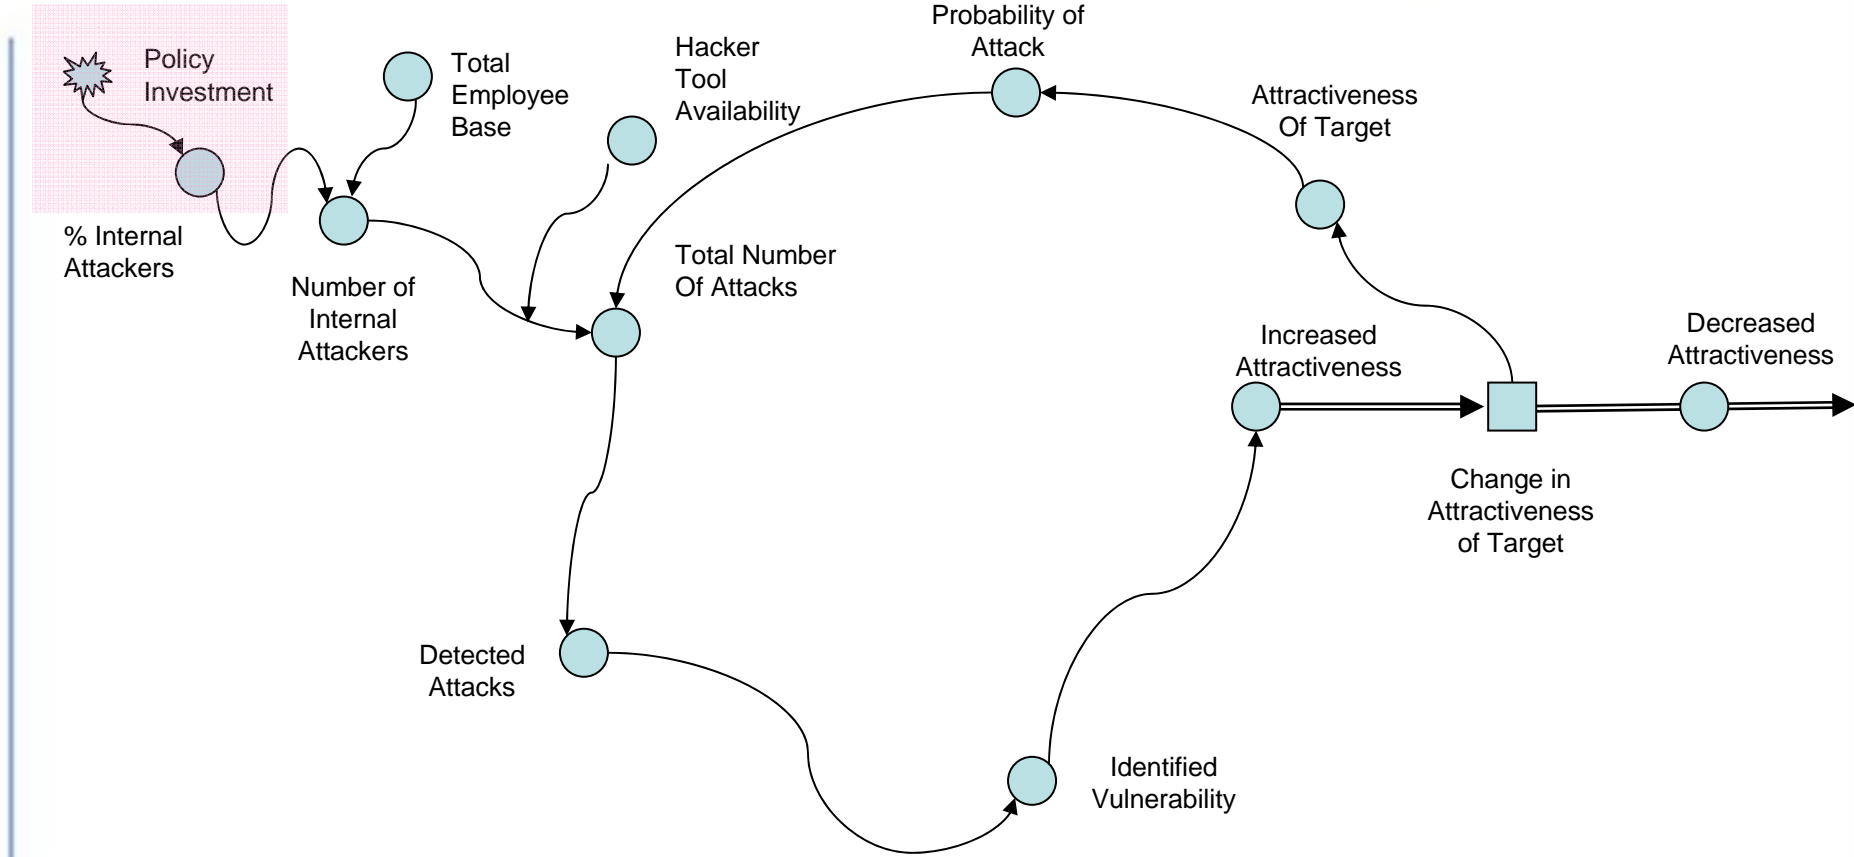 Policy
Investment
Total
Employee
Base
Hacker
Tool
Availability
Probability of
Attack
Attractiveness
Of Target
% Internal
Attackers
Number of
Internal
Attackers
Total Number
Of Attacks
Increased
Attractiveness
Decreased
Attractiveness
Change in
Attractiveness
of Target
Detected
Attacks
Identified
Vulnerability